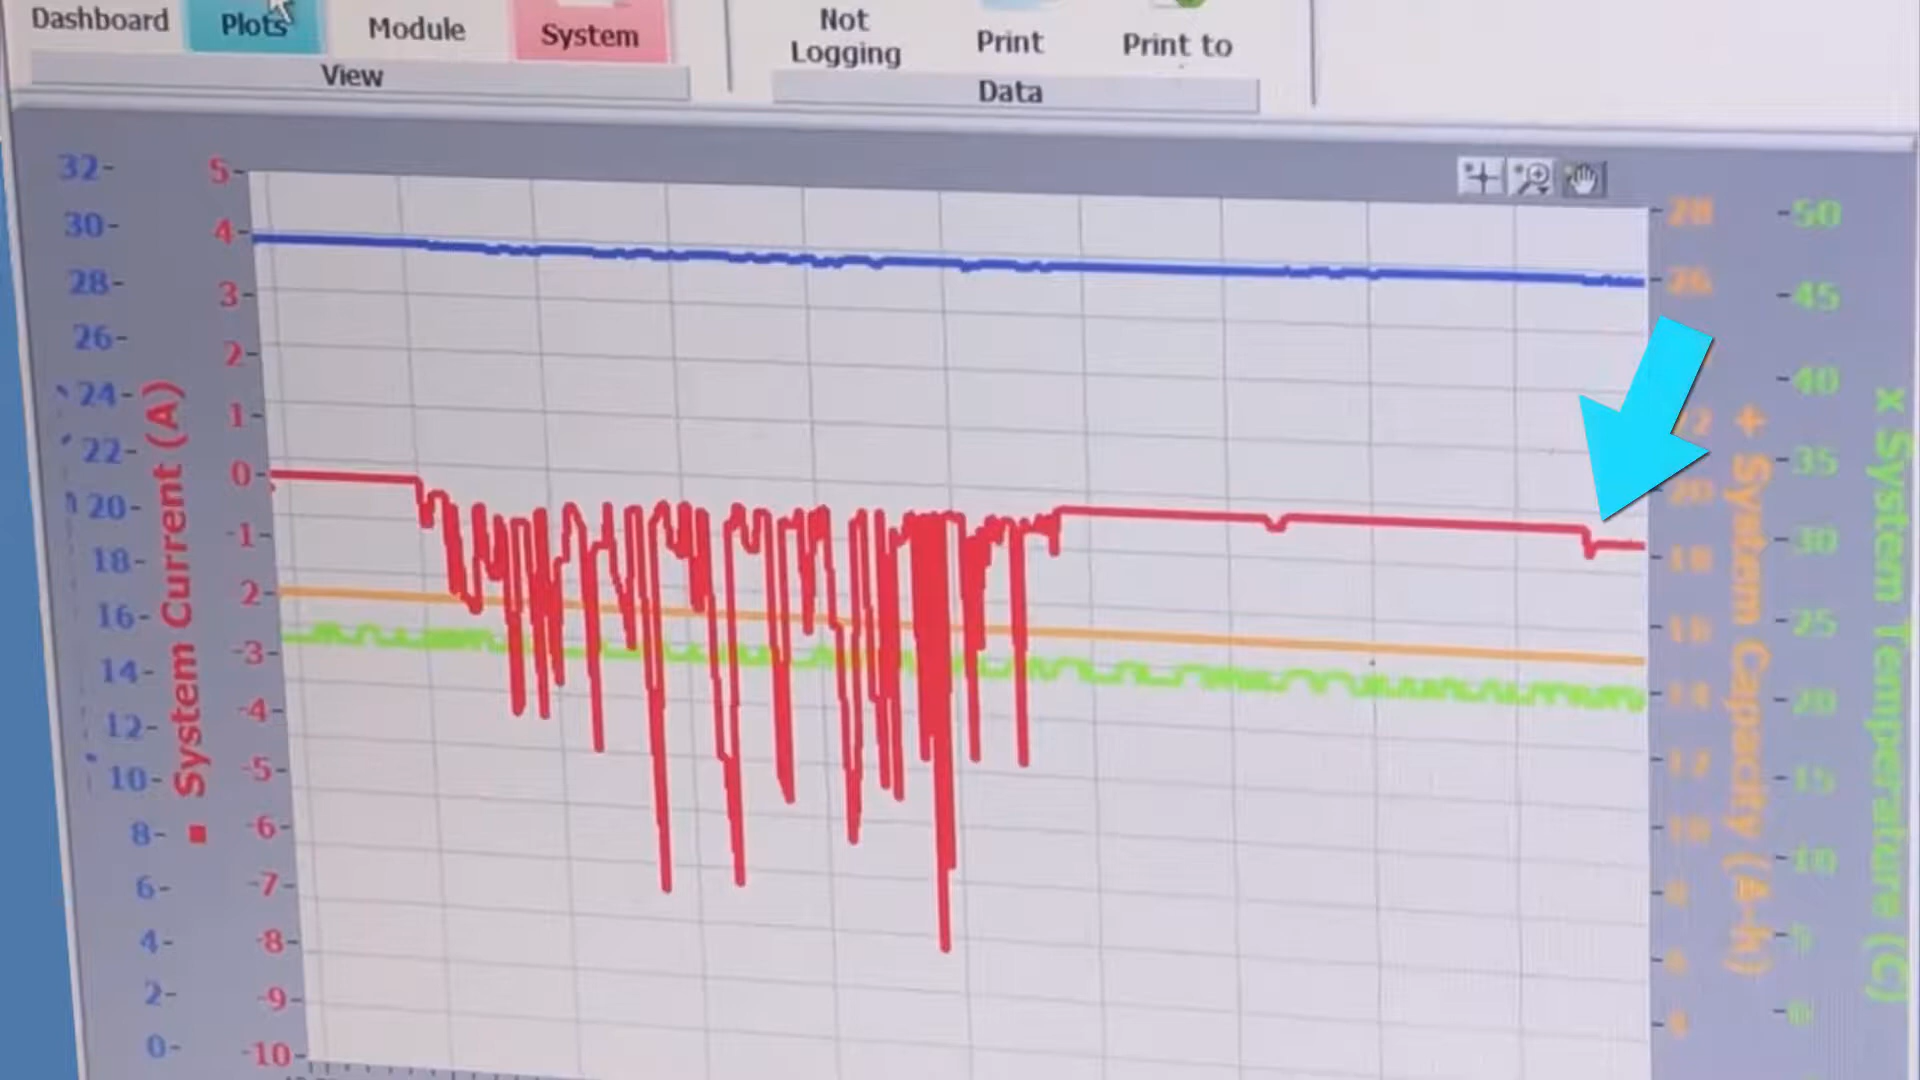 Dashboard Plots Module System
View
Not Logging Print Print to
Data
32 30 28 26 24 22 20 18 16 14 12 10 8 6 4 2 0
■ System Current (A)
5 4 3 2 1 0 -1 2 -3 -4 -5 -6 -7 -8 -9 -10
+ System Capacity (A-h)
50 45 40 35 30 25 20 15 10 5
x System Temperature (C)